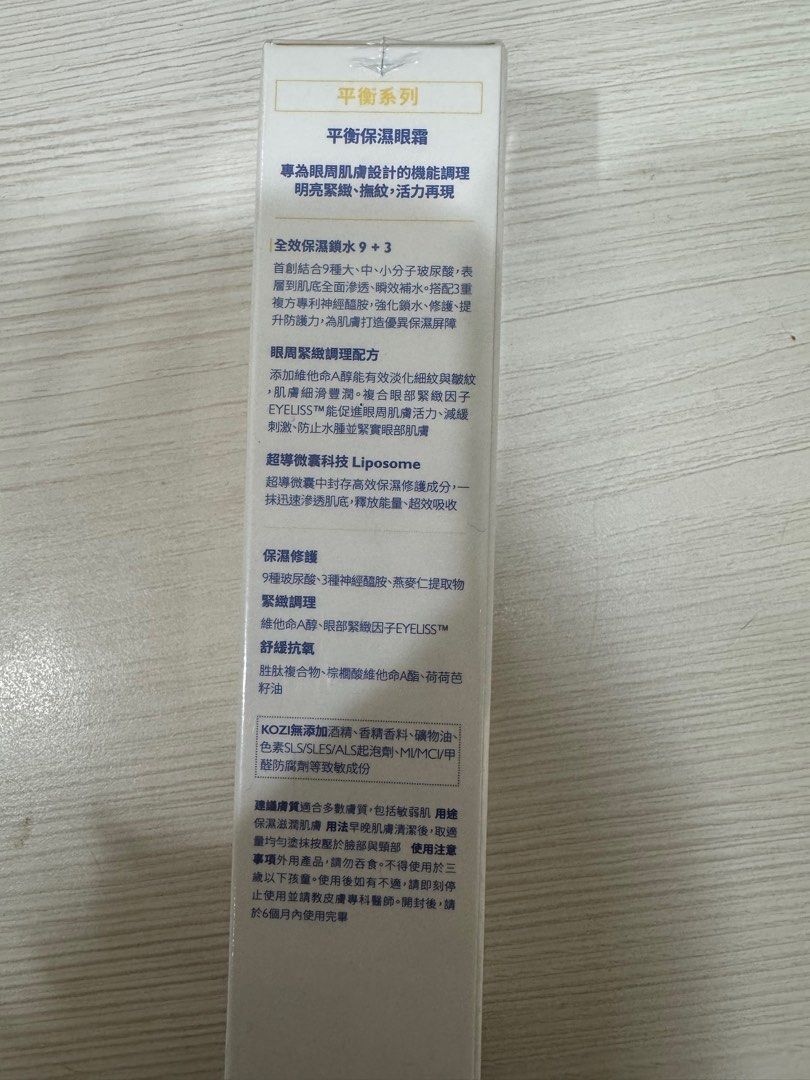 平衡系列
平衡保濕眼霜
專為眼周肌膚設計的機能調理
明亮緊緻、撫紋，活力再現
全效保濕鎖水 9 + 3
首創結合9種大、中、小分子玻尿酸，表
層到肌底全面滲透、瞬效補水。搭配3重
複方專利神經醯胺，強化鎖水、修護、提
升防護力，為肌膚打造優異保濕屏障
眼周緊緻調理配方
添加維他命A醇能有效淡化細紋與皺紋
，肌膚細滑豐潤。複合眼部緊緻因子
EYELISS™能促進眼周肌膚活力、減緩
刺激、防止水腫並緊實眼部肌膚
超導微囊科技 Liposome
超導微囊中封存高效保濕修護成分，一
抹迅速滲透肌底，釋放能量、超效吸收
保濕修護
9種玻尿酸、3種神經醯胺、燕麥仁提取物
緊緻調理
維他命A醇、眼部緊緻因子EYELISS™
舒緩抗氧
胜肽複合物、棕櫚酸維他命A酯、荷荷芭
籽油
KOZI無添加酒精、香精香料、礦物油、
色素SLS/SLES/ALS起泡劑、MI/MCI/甲
醛防腐劑等致敏成份
建議膚質適合多數膚質，包括敏弱肌 用途
保濕滋潤肌膚 用法早晚肌膚清潔後，取適
量均勻塗抹按壓於臉部與頸部 使用注意
事項外用產品，請勿吞食。不得使用於三
歲以下孩童。使用後如有不適，請即刻停
止使用並請教皮膚專科醫師。開封後，請
於6個月內使用完畢